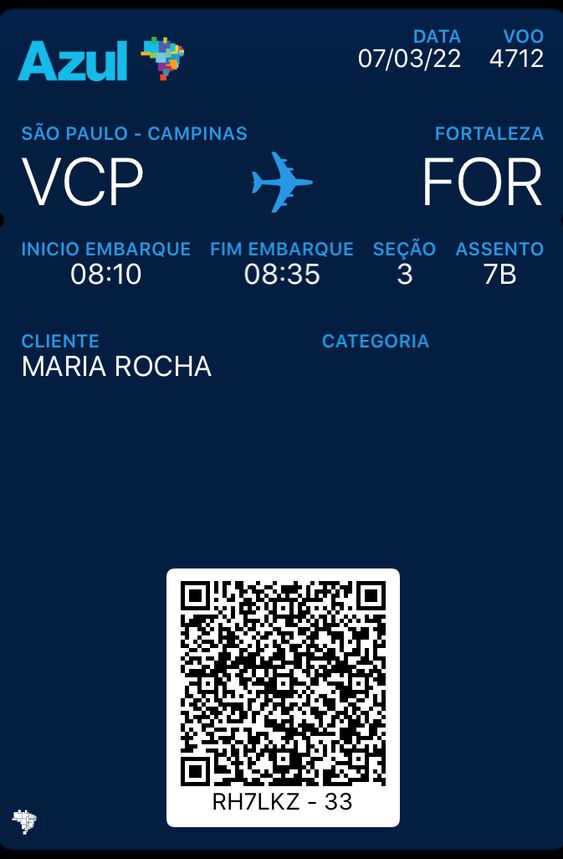 Azul
DATA VOO
07/03/22 4712
SÃO PAULO - CAMPINAS FORTALEZA
VCP FOR
INICIO EMBARQUE FIM EMBARQUE SEÇÃO ASSENTO
08:10 08:35 3 7B
CLIENTE CATEGORIA
MARIA ROCHA
RH7LKZ - 33